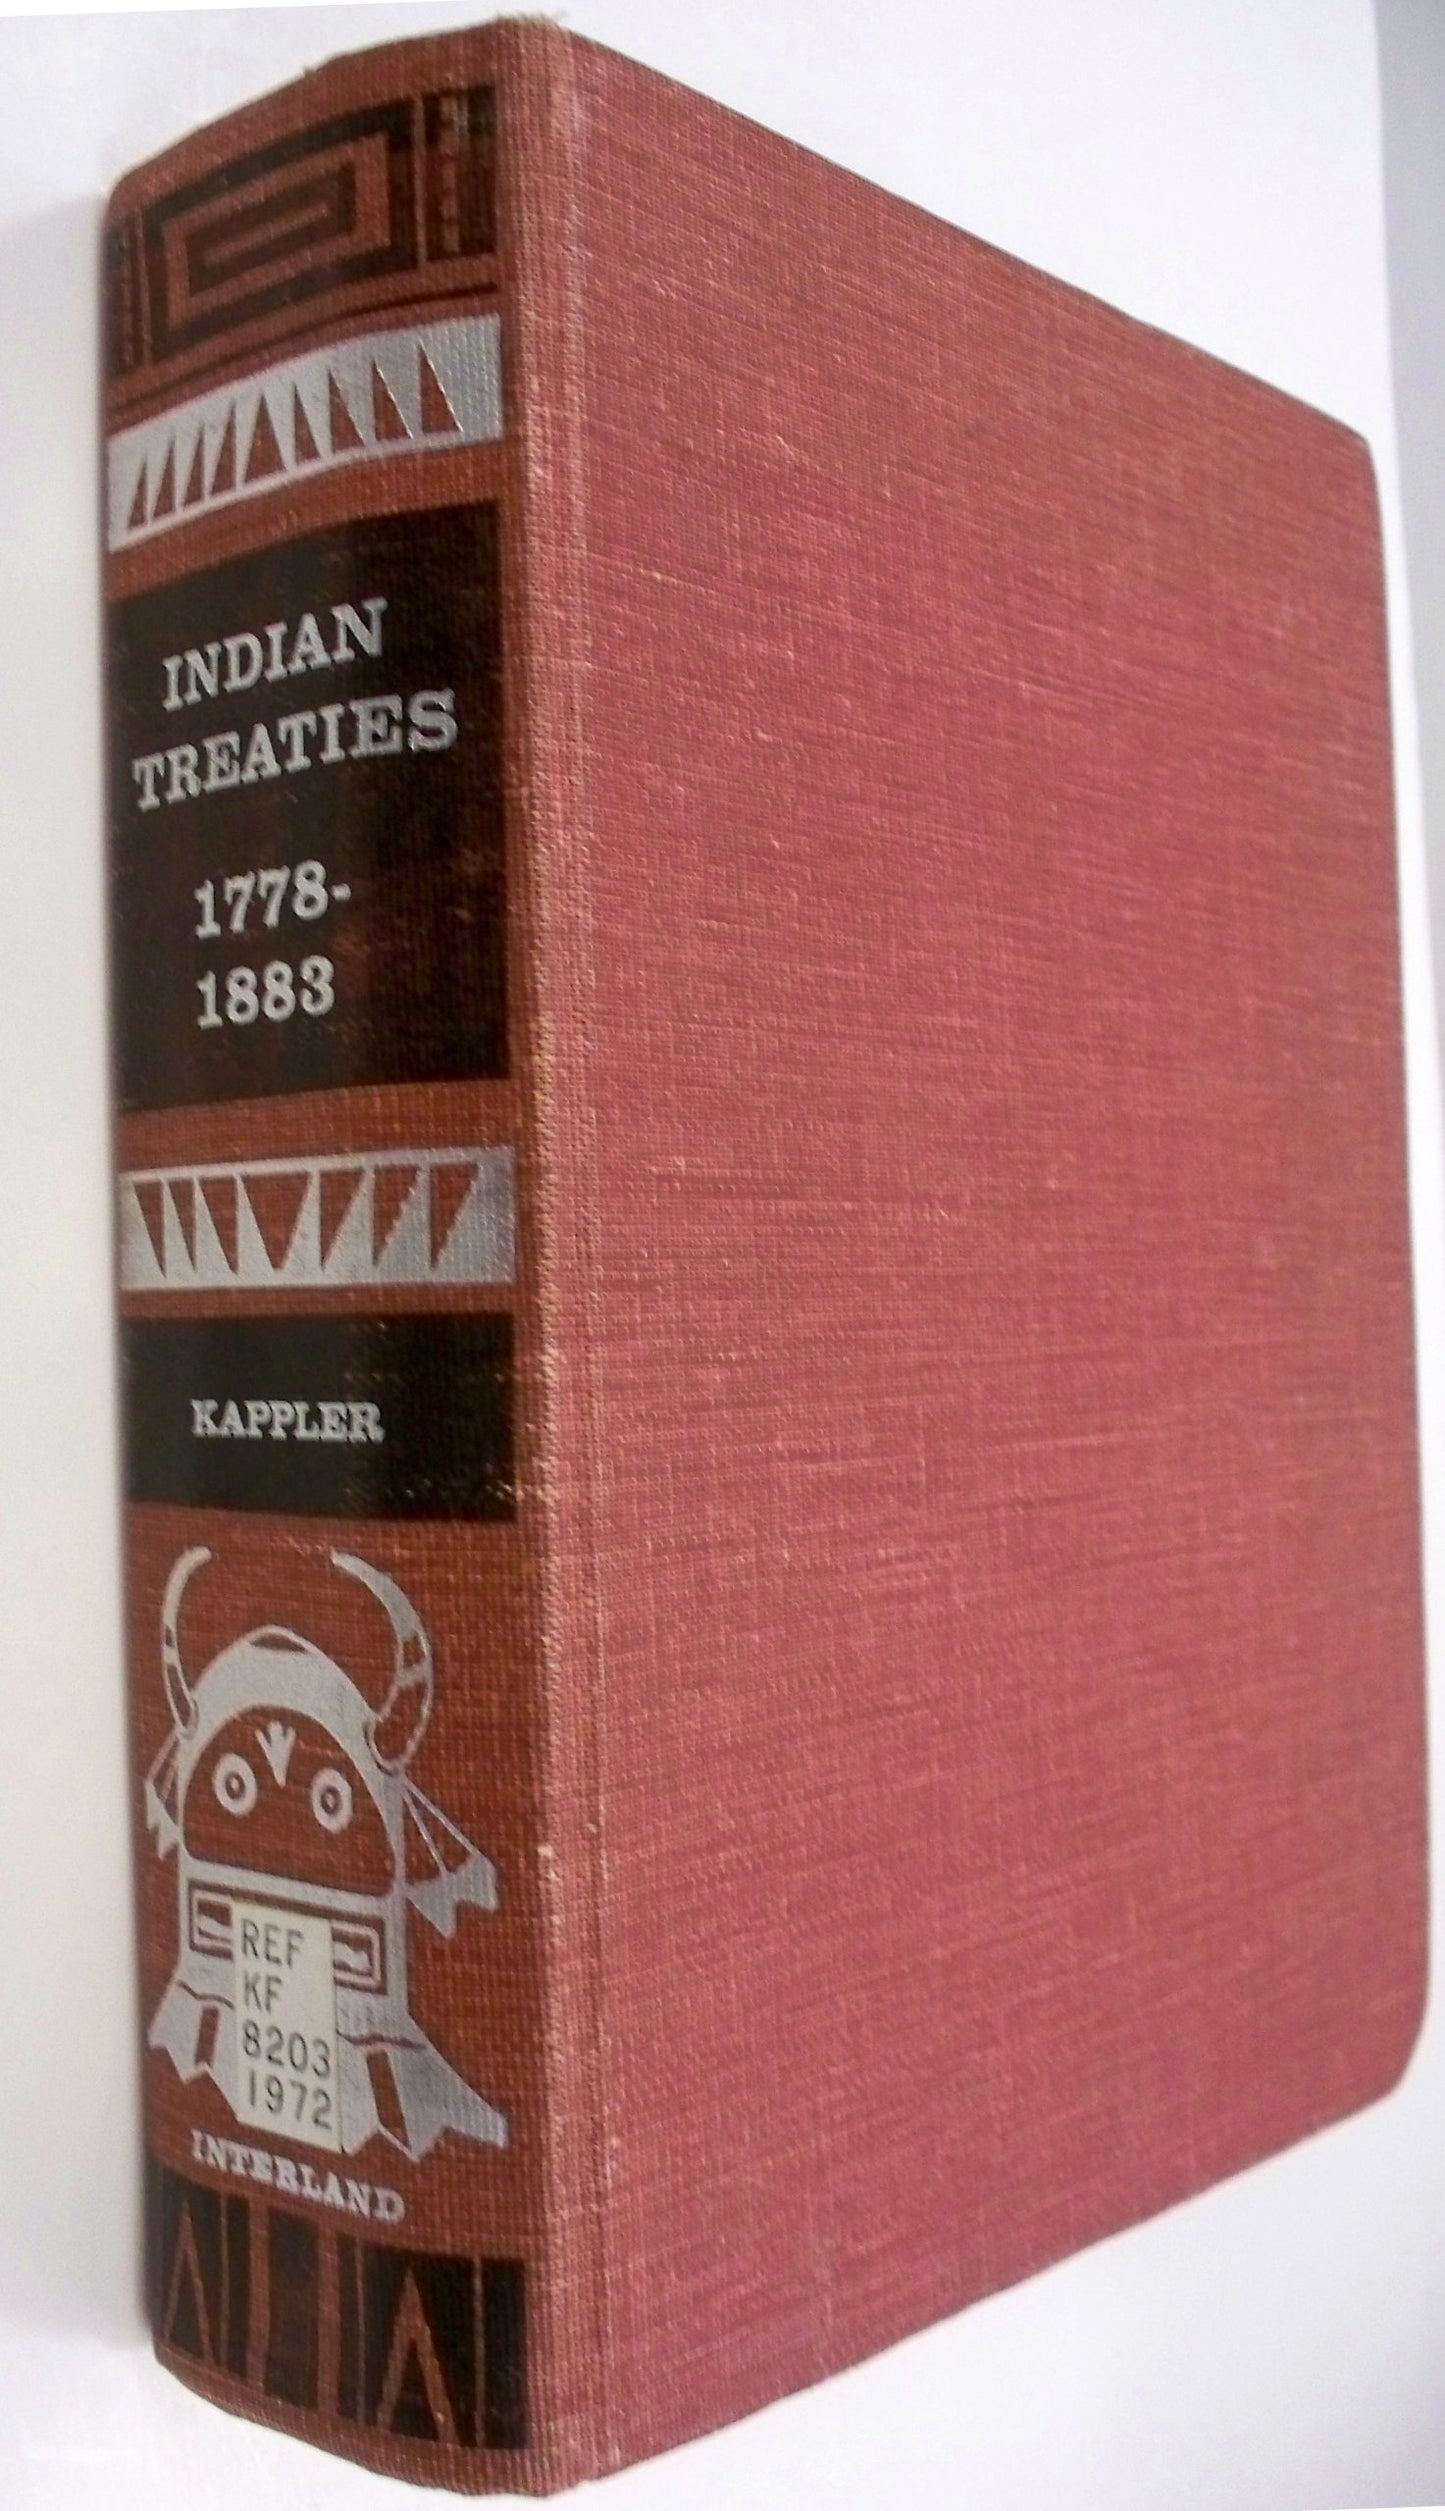 INDIAN
TREATIES
1778-
1883
KAPPLER
REF
KF
8203
1972
INTERLAND